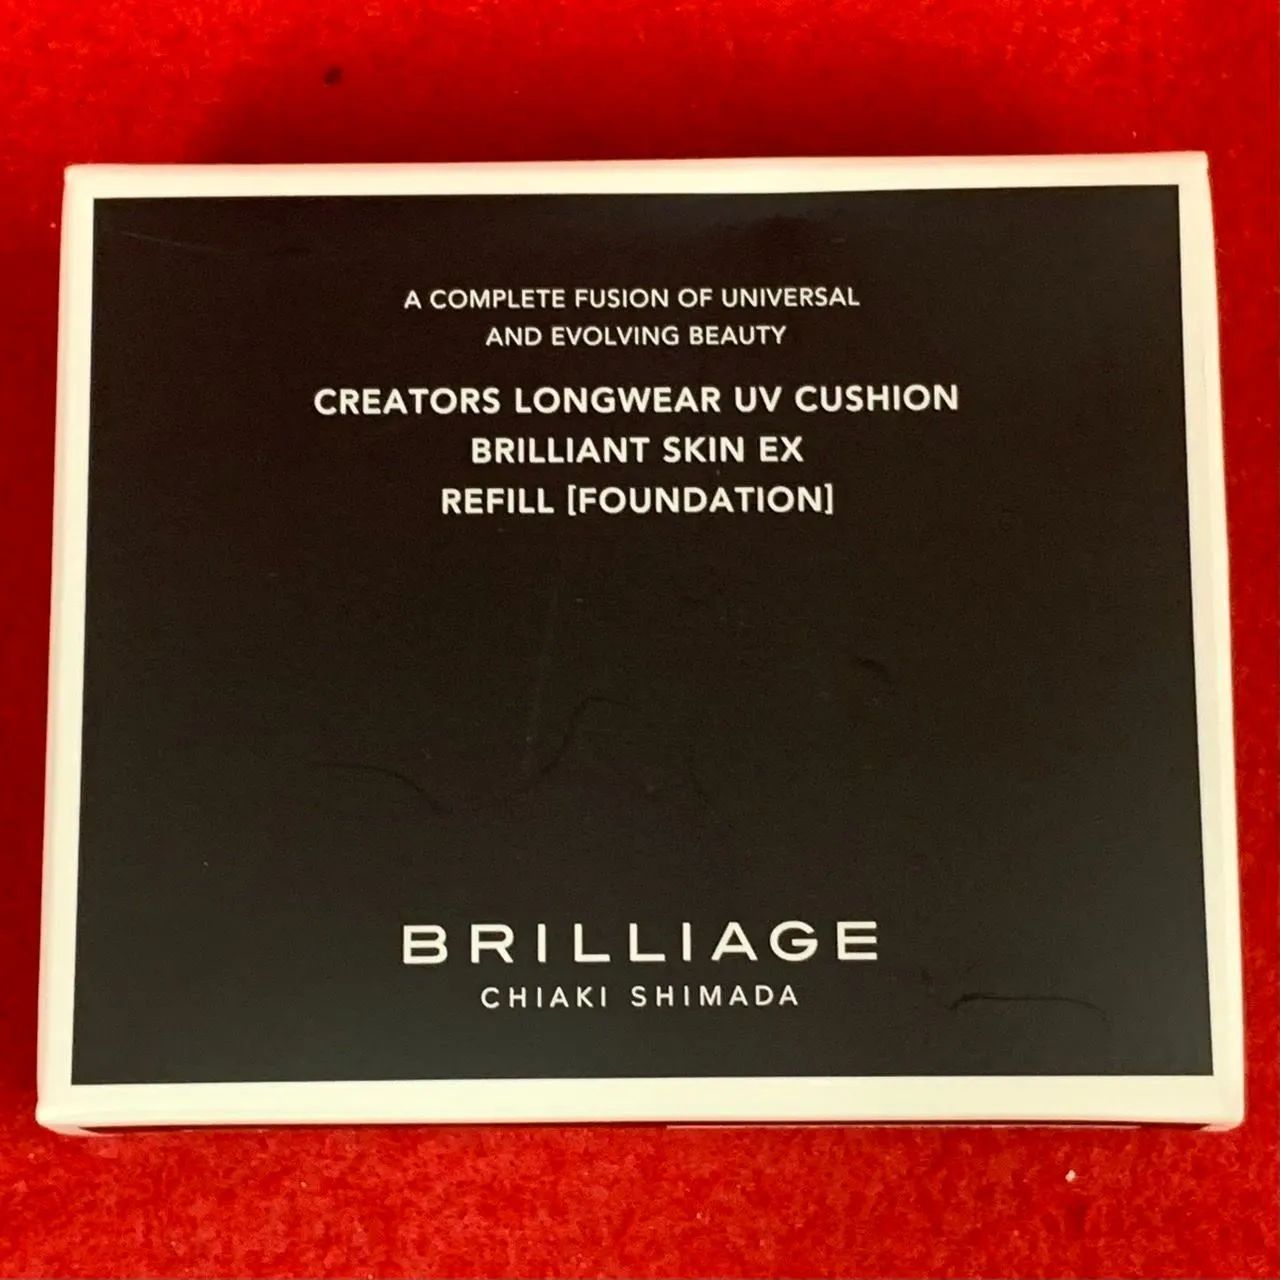 A COMPLETE FUSION OF UNIVERSAL
AND EVOLVING BEAUTY
CREATORS LONGWEAR UV CUSHION
BRILLIANT SKIN EX
REFILL [FOUNDATION]
BRILLIAGE
CHIAKI SHIMADA